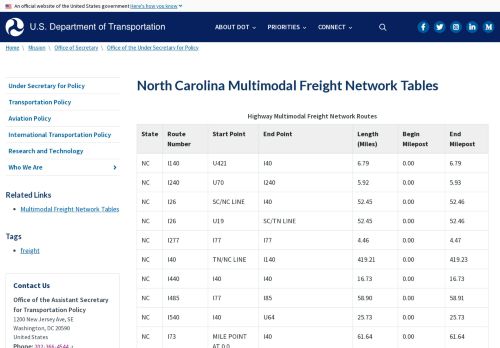 An official website of the United States government Here's how you know
U.S. Department of Transportation
ABOUT DOT
PRIORITIES
CONNECT
Home \ Mission \ Office of Secretary \ Office of the Under Secretary for Policy
Under Secretary for Policy
Transportation Policy
Aviation Policy
International Transportation Policy
Research and Technology
Who We Are
Related Links
Multimodal Freight Network Tables
Tags
freight
Contact Us
Office of the Assistant Secretary
for Transportation Policy
1200 New Jersey Ave, SE
Washington, DC 20590
United States
Phone: 202-366-4544
North Carolina Multimodal Freight Network Tables
Highway Multimodal Freight Network Routes
State Route Number Start Point End Point Length (Miles) Begin Milepost End Milepost
NC I140 U421 I40 6.79 0.00 6.79
NC I240 U70 I240 5.92 0.00 5.93
NC I26 SC/NC LINE I40 52.45 0.00 52.46
NC I26 U19 SC/TN LINE 52.45 0.00 52.46
NC I277 I77 I77 4.46 0.00 4.47
NC I40 TN/NC LINE I140 419.21 0.00 419.23
NC I440 I40 I40 16.73 0.00 16.73
NC I485 I77 I85 58.90 0.00 58.91
NC I540 I40 U64 25.73 0.00 25.73
NC I73 MILE POINT AT 0.0 I40 61.64 0.00 61.64